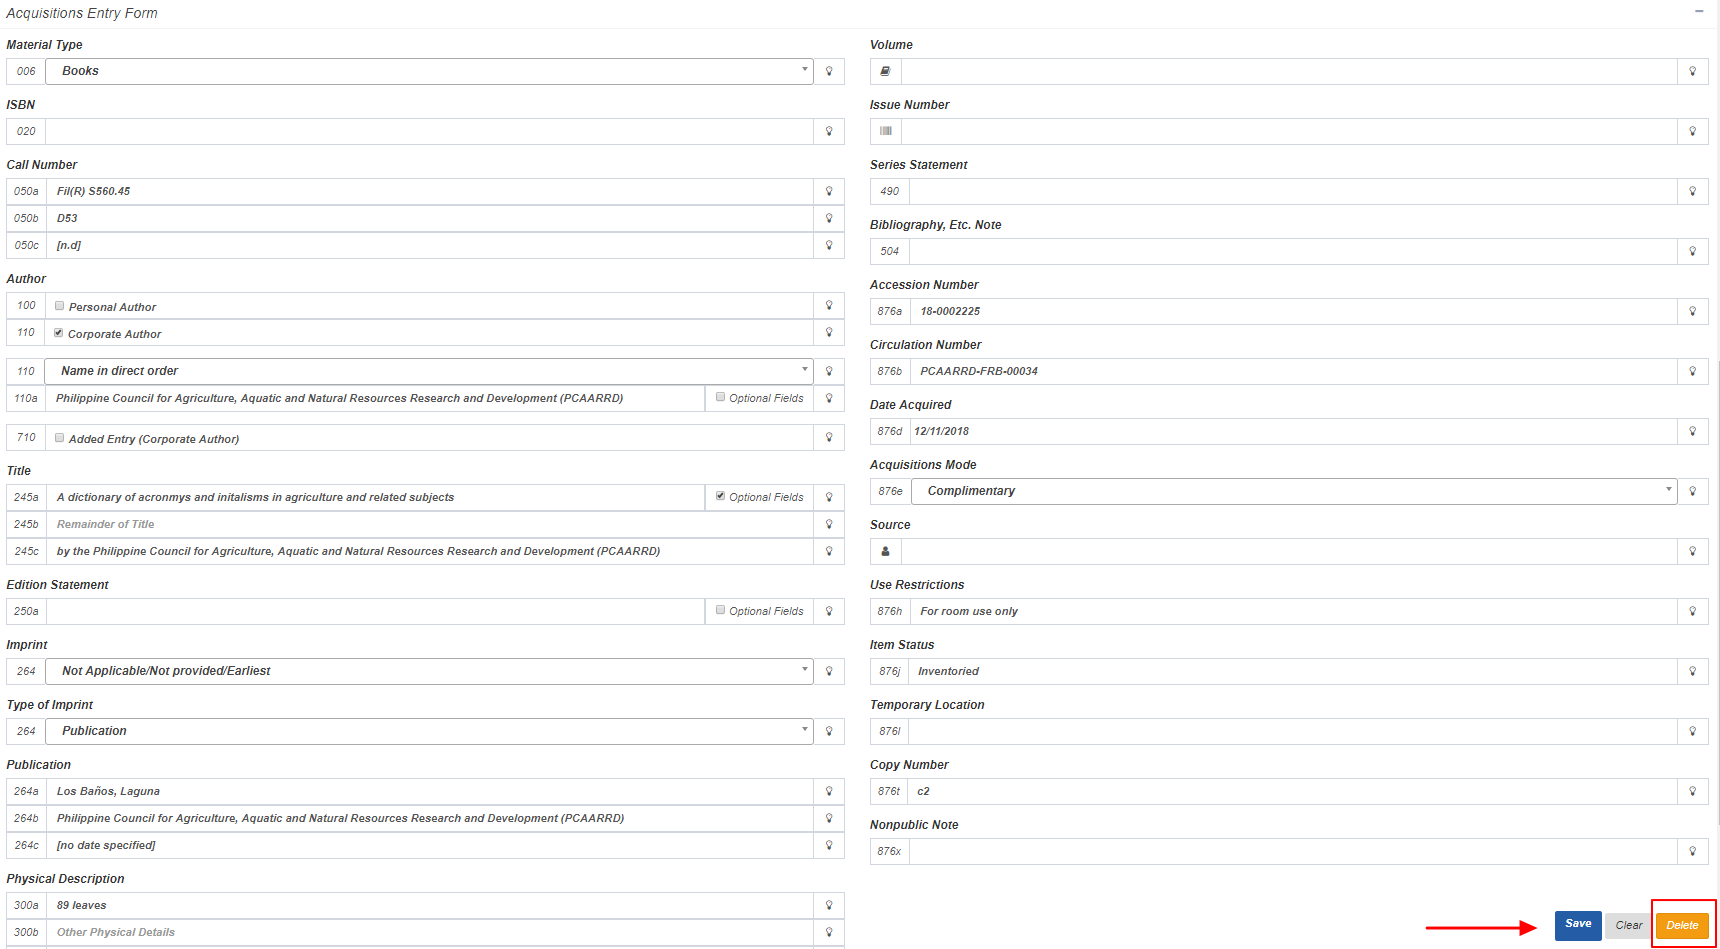 Acquisitions Entry Form
Material Type
006 Books
ISBN
020
Call Number
050a Fil(R) S560.45
050b D53
050c [n.d]
Author
100 Personal Author
110 Corporate Author
110 Name in direct order
110a Philippine Council for Agriculture, Aquatic and Natural Resources Research and Development (PCAARRD) Optional Fields
710 Added Entry (Corporate Author)
Title
245a A dictionary of acronmys and initalisms in agriculture and related subjects Optional Fields
245b Remainder of Title
245c by the Philippine Council for Agriculture, Aquatic and Natural Resources Research and Development (PCAARRD)
Edition Statement
250a Optional Fields
Imprint
264 Not Applicable/Not provided/Earliest
Type of Imprint
264 Publication
Publication
264a Los Baños, Laguna
264b Philippine Council for Agriculture, Aquatic and Natural Resources Research and Development (PCAARRD)
264c [no date specified]
Physical Description
300a 89 leaves
300b Other Physical Details
Volume
Issue Number
Series Statement
490
Bibliography, Etc. Note
504
Accession Number
876a 18-0002225
Circulation Number
876b PCAARRD-FRB-00034
Date Acquired
876d 12/11/2018
Acquisitions Mode
876e Complimentary
Source
Use Restrictions
876h For room use only
Item Status
876j Inventoried
Temporary Location
876l
Copy Number
876t c2
Nonpublic Note
876x
Save Clear Delete